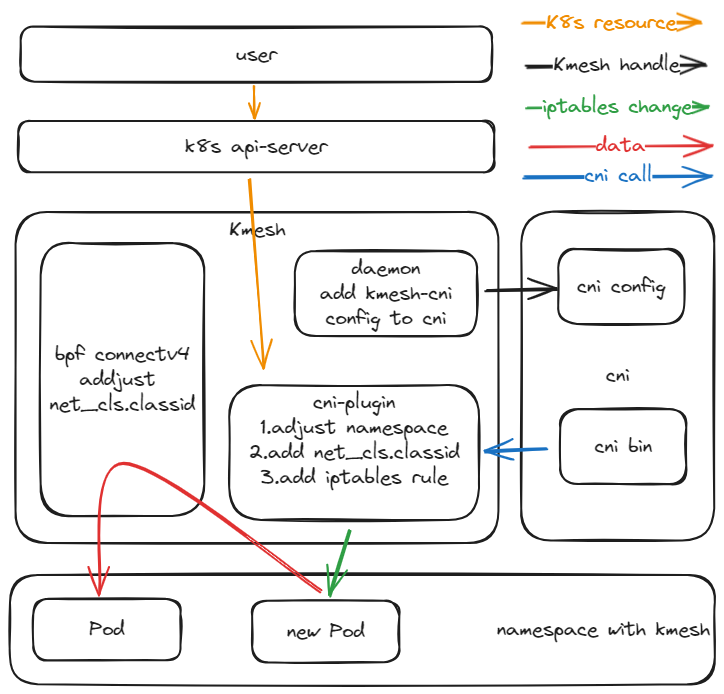 K8s resource
user
Kmesh handle
iptables change
k8s api-server
data
cni call
Kmesh
daemon
add kmesh-cni
config to cni
cni config
bpf connectv4
addjust
net_cls.classid
cni
cni-plugin
1.adjust namespace
2.add net_cls.classid
3.add iptables rule
cni bin
Pod
new Pod
namespace with kmesh